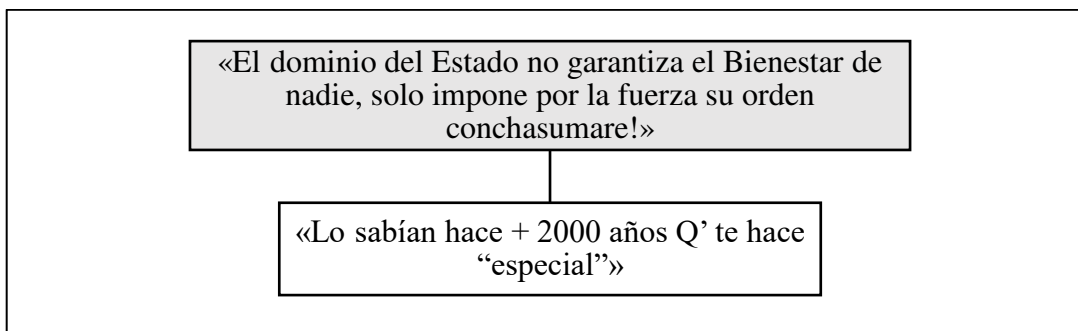 «El dominio del Estado no garantiza el Bienestar de
nadie, solo impone por la fuerza su orden
conchasumare!»
«Lo sabían hace + 2000 años Q’ te hace
“especial”»